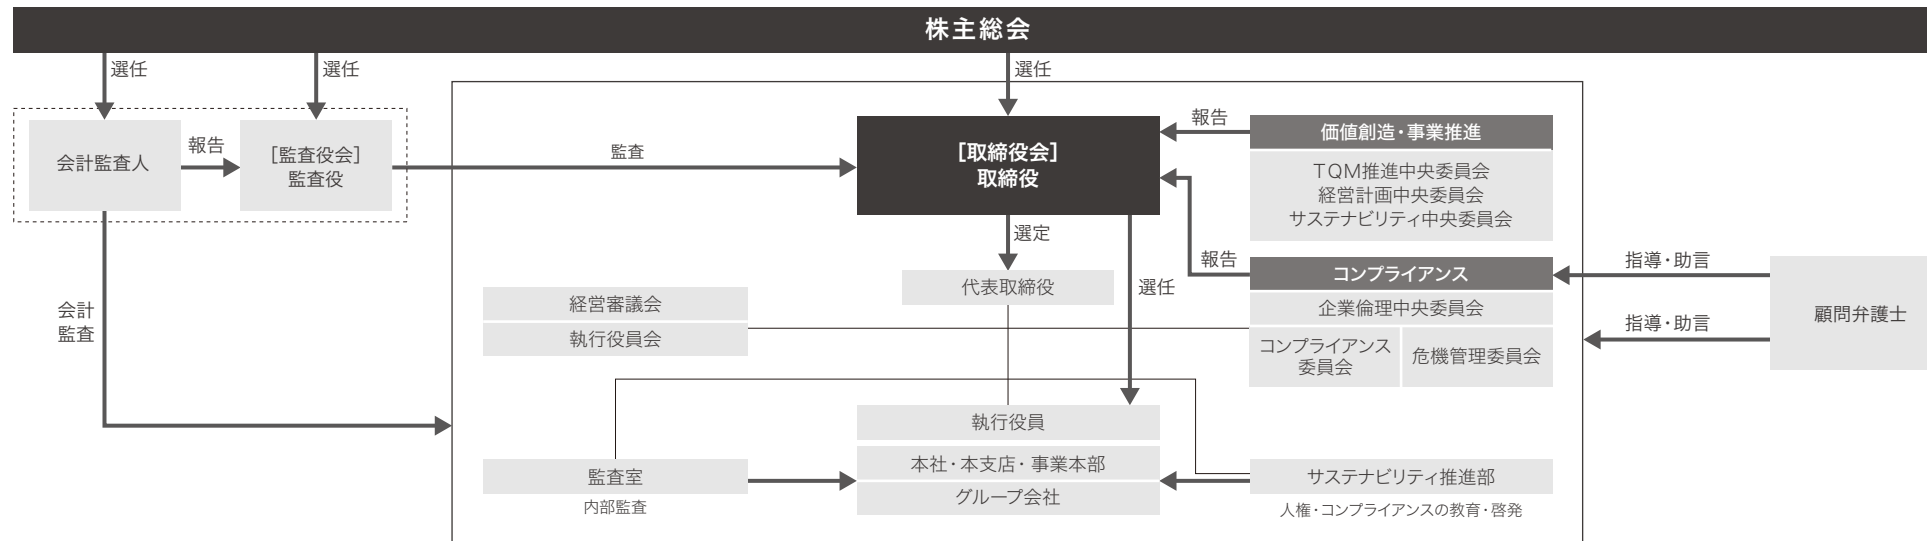 株主総会
選任
選任
選任
会計監査人
報告
［監査役会］
監査役
監査
［取締役会］
取締役
報告
価値創造・事業推進
TQM推進中央委員会
経営計画中央委員会
サステナビリティ中央委員会
選定
選任
報告
コンプライアンス
企業倫理中央委員会
コンプライアンス
委員会
危機管理委員会
指導・助言
指導・助言
顧問弁護士
代表取締役
経営審議会
執行役員会
会計
監査
執行役員
本社・本支店・事業本部
グループ会社
監査室
内部監査
サステナビリティ推進部
人権・コンプライアンスの教育・啓発